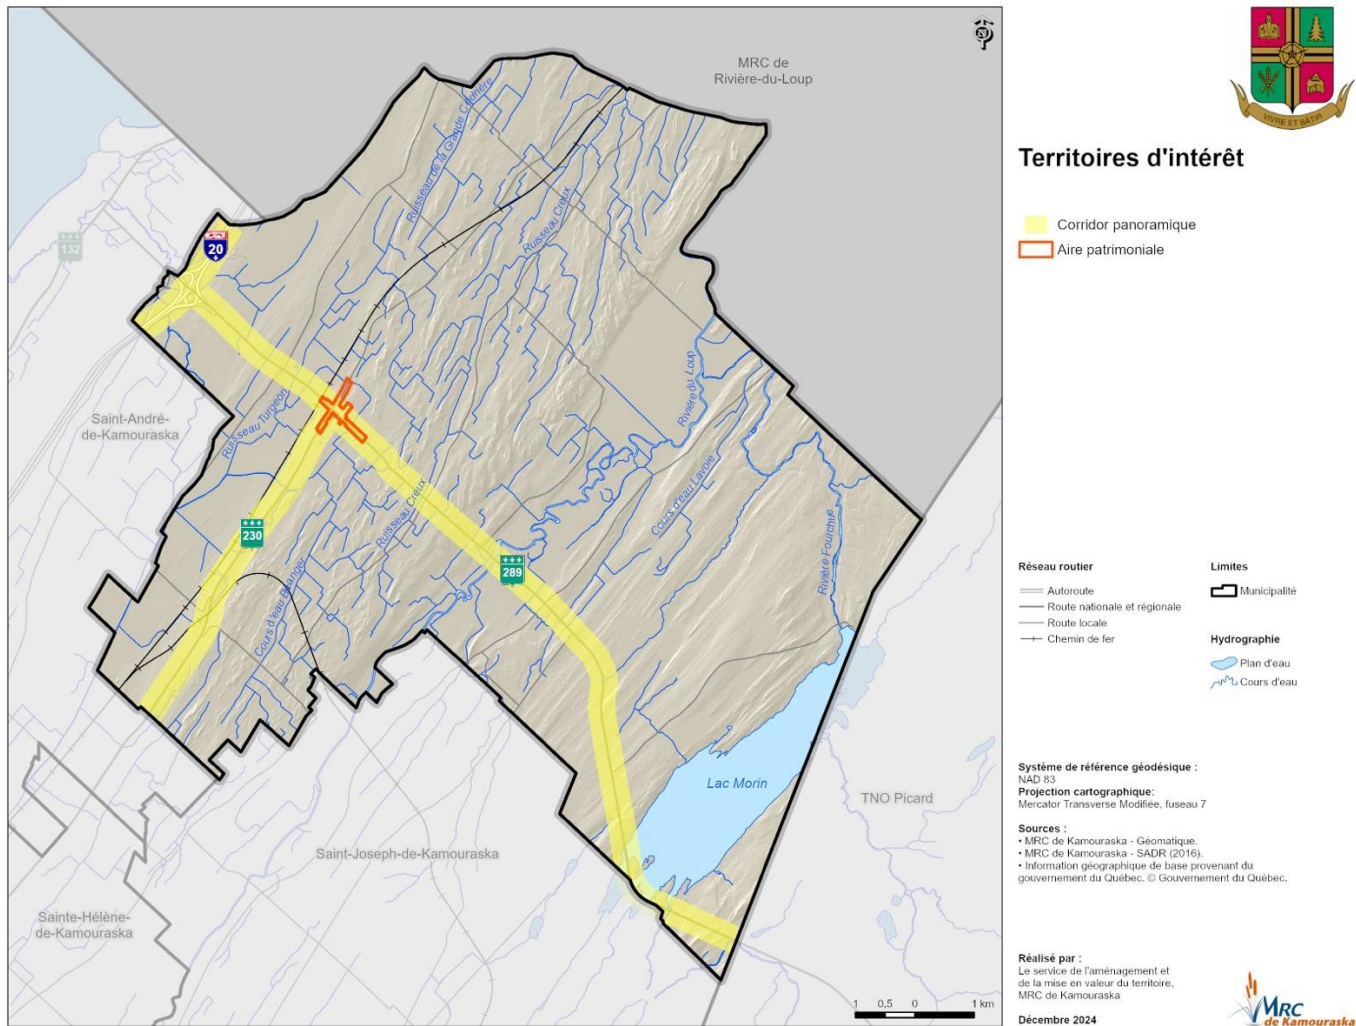 MRC de
Rivière-du-Loup
N
132
20
Ruisseau de la Grande Coudrière
Ruisseau Creux
Rivière du Loup
Ruisseau Turgeon
Saint-André-
de-Kamouraska
Cours d'eau Lavoie
Ruisseau Creux
230
289
Rivière Fourchue
Cours d'eau Bélanger
Lac Morin
TNO Picard
Saint-Joseph-de-Kamouraska
Sainte-Hélène-
de-Kamouraska
1 0,5 0 1 km
VIVRE ET BÂTIR
Territoires d'intérêt
Corridor panoramique
Aire patrimoniale
Réseau routier
Autoroute
Route nationale et régionale
Route locale
Chemin de fer
Limites
Municipalité
Hydrographie
Plan d'eau
Cours d'eau
Système de référence géodésique :
NAD 83
Projection cartographique:
Mercator Transverse Modifiée, fuseau 7
Sources :
• MRC de Kamouraska - Géomatique.
• MRC de Kamouraska - SADR (2016).
• Information géographique de base provenant du
gouvernement du Québec. © Gouvernement du Québec.
Réalisé par :
Le service de l'aménagement et
de la mise en valeur du territoire,
MRC de Kamouraska
Décembre 2024
MRC
de Kamouraska